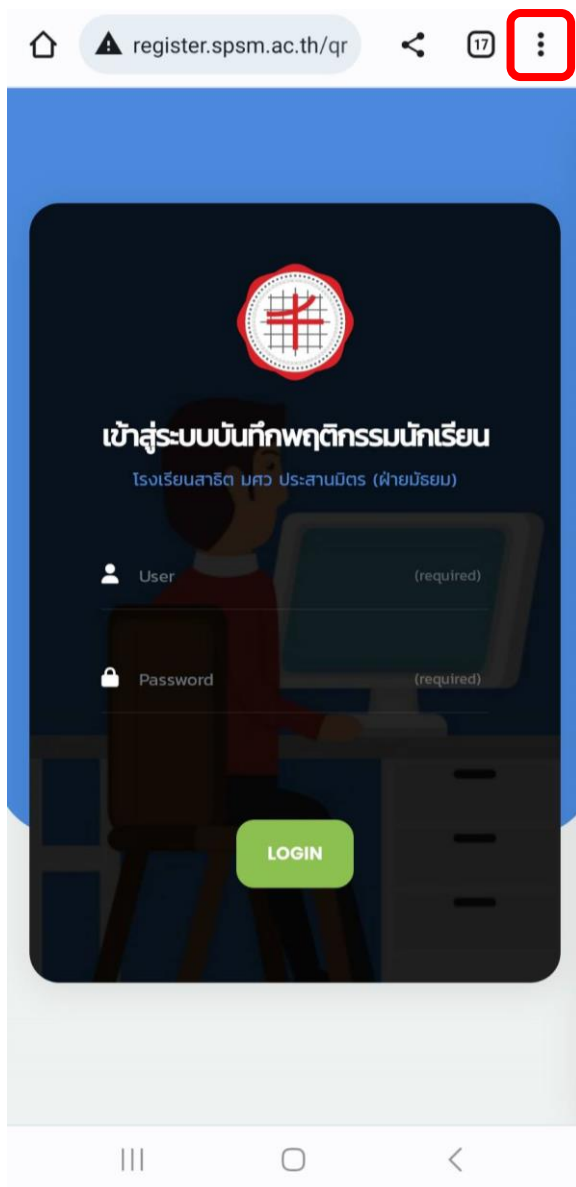 register.spsm.ac.th/qr
17
เข้าสู่ระบบบันทึกพฤติกรรมนักเรียน
โรงเรียนสาธิต มศว ประสานมิตร (ฝ่ายมัธยม)
User (required)
Password (required)
LOGIN